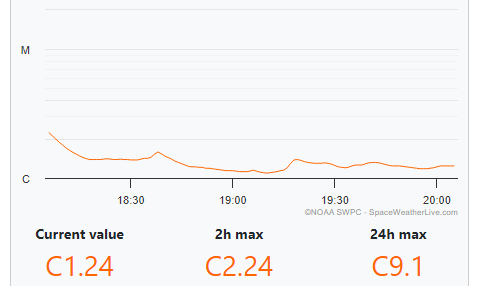 M
C
18:30 19:00 19:30 20:00
©NOAA SWPC - SpaceWeatherLive.com
Current value 2h max 24h max
C1.24 C2.24 C9.1